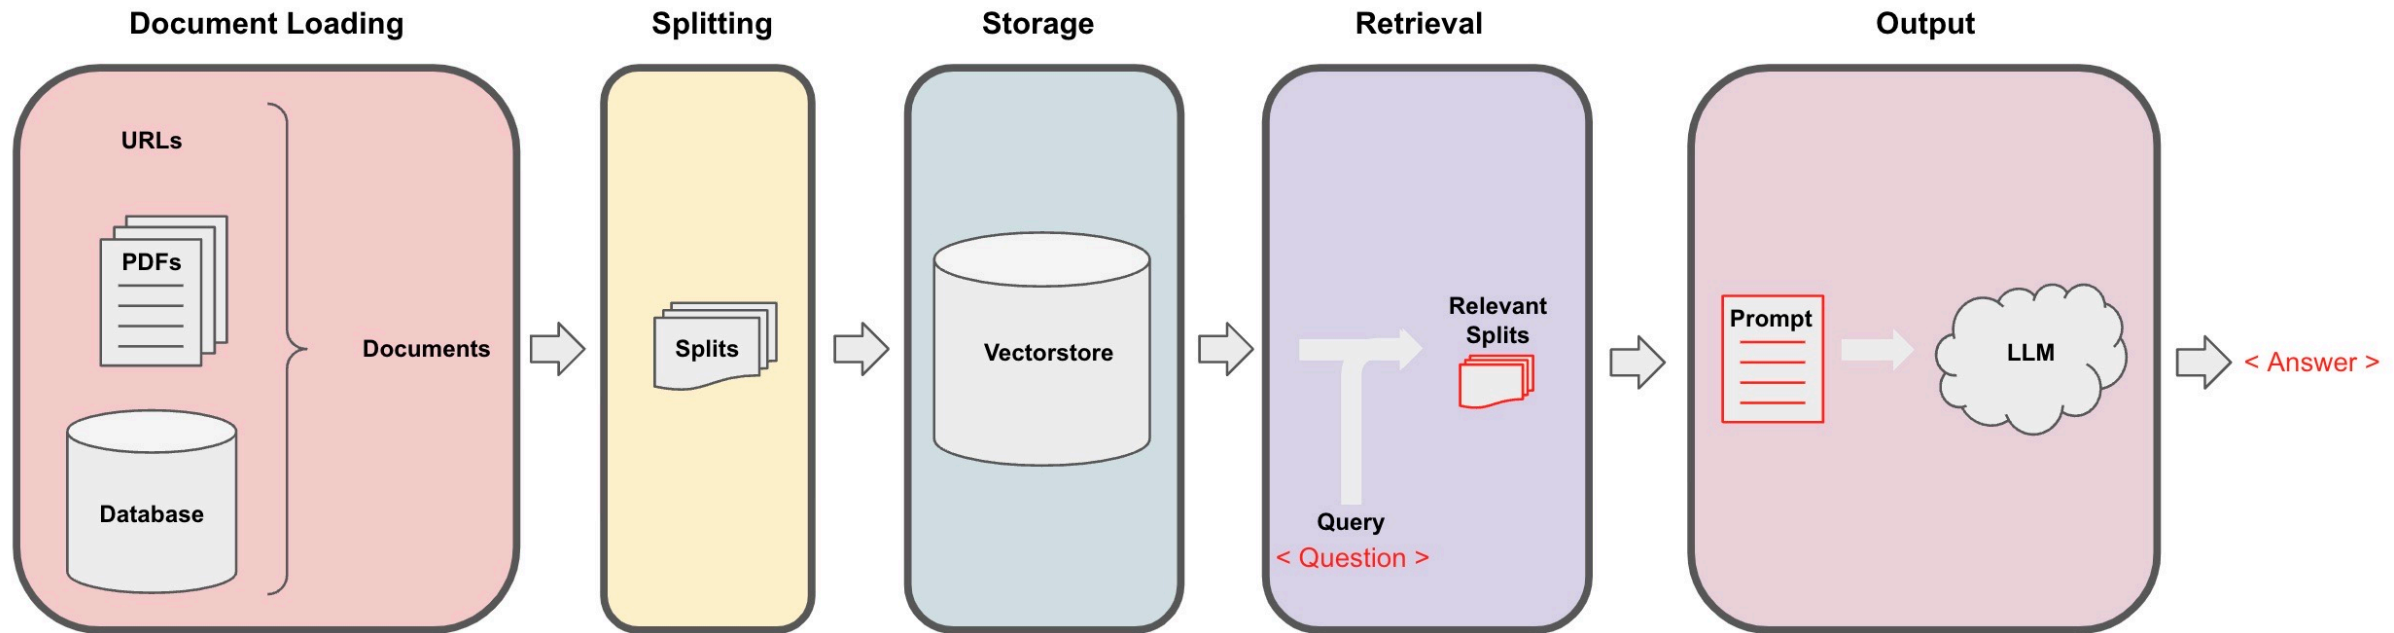 Document Loading
Splitting
Storage
Retrieval
Output
URLs
PDFs
Database
Documents
Splits
Vectorstore
Relevant
Splits
Query
< Question >
Prompt
LLM
< Answer >